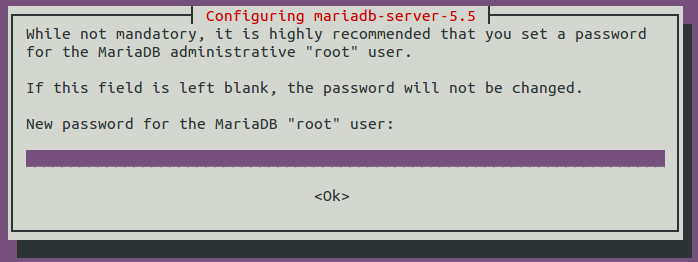 Configuring mariadb-server-5.5
While not mandatory, it is highly recommended that you set a password
for the MariaDB administrative "root" user.
If this field is left blank, the password will not be changed.
New password for the MariaDB "root" user:
<Ok>